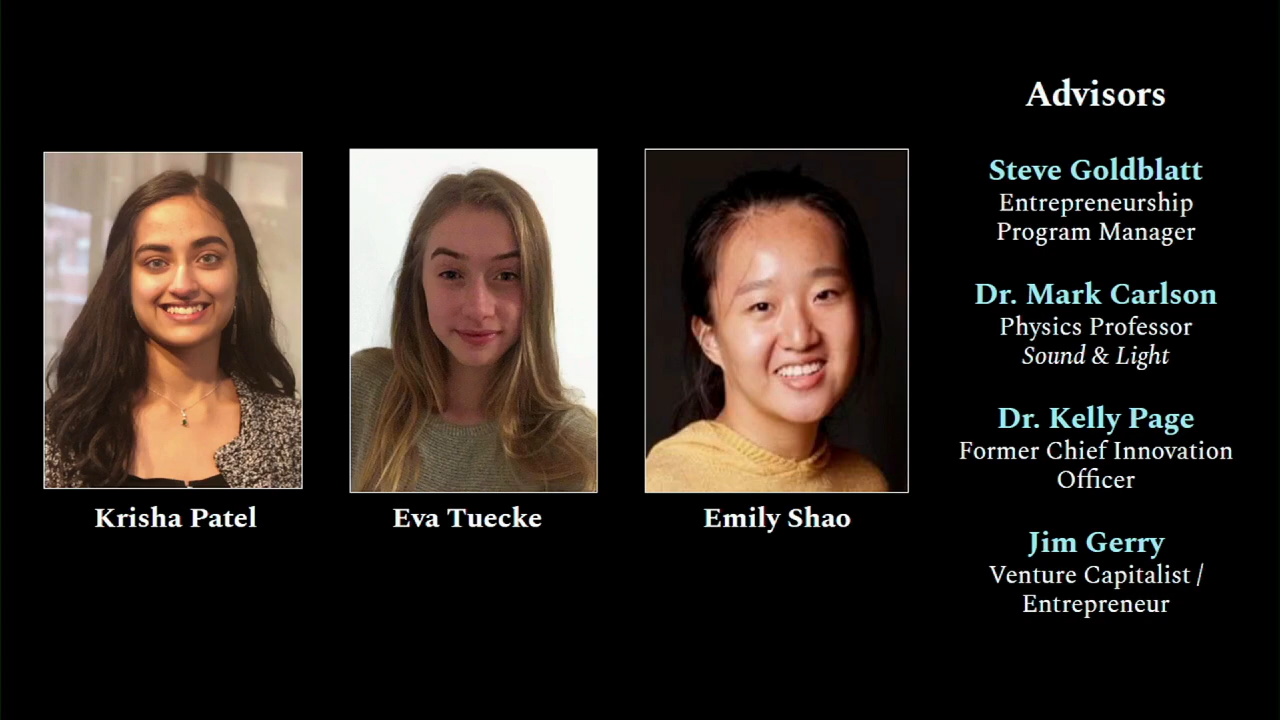 Krisha Patel
Eva Tuecke
Emily Shao
Advisors
Steve Goldblatt
Entrepreneurship
Program Manager
Dr. Mark Carlson
Physics Professor
Sound & Light
Dr. Kelly Page
Former Chief Innovation
Officer
Jim Gerry
Venture Capitalist /
Entrepreneur